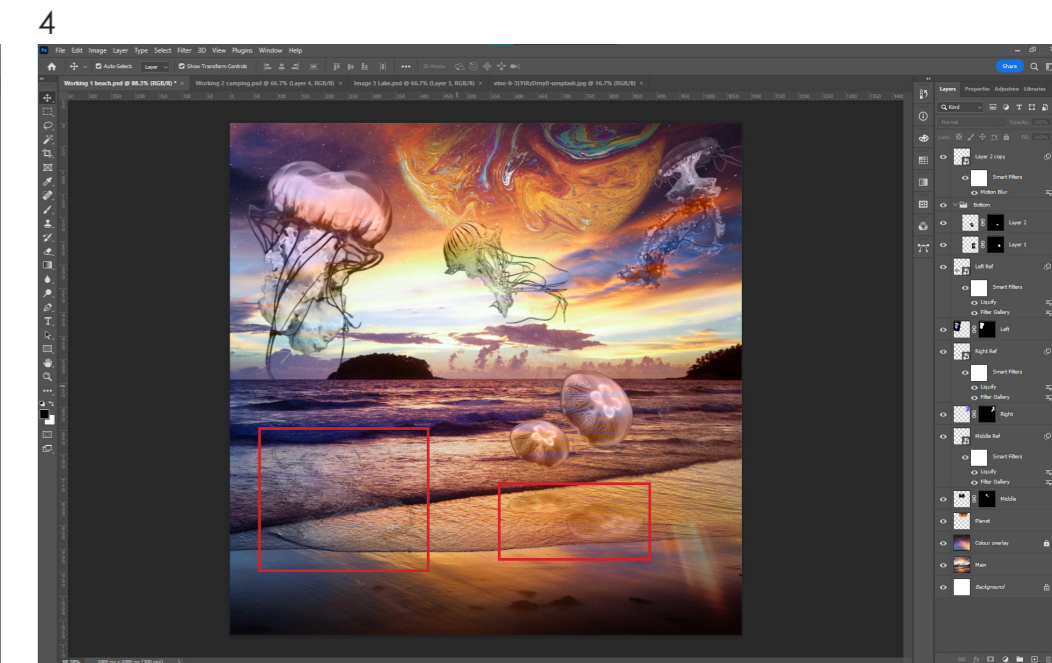 4
Ps File Edit Image Layer Type Select Filter 3D View Plugins Window Help
Auto-Select: Layer Show Transform Controls 3D Mode Share
Working 1 beach.psd @ 88.3% (RGB/8) * × Working 2 camping.psd @ 66.7% (Layer 4, RGB/8) × Image 3 Lake.psd @ 66.7% (Layer 3, RGB/8) ×
Layers Properties Adjustme Libraries
Kind
Normal Opacity: 100%
Lock: Fill: 100%
Layer 2 copy
Smart Filters
Motion Blur
Bottom
Layer 2
Layer 1
Left Ref
Smart Filters
Liquify
Filter Gallery
Left
Right Ref
Smart Filters
Liquify
Filter Gallery
Right
Middle Ref
Smart Filters
Liquify
Filter Gallery
Middle
Planet
Colour overlay
Main
Background